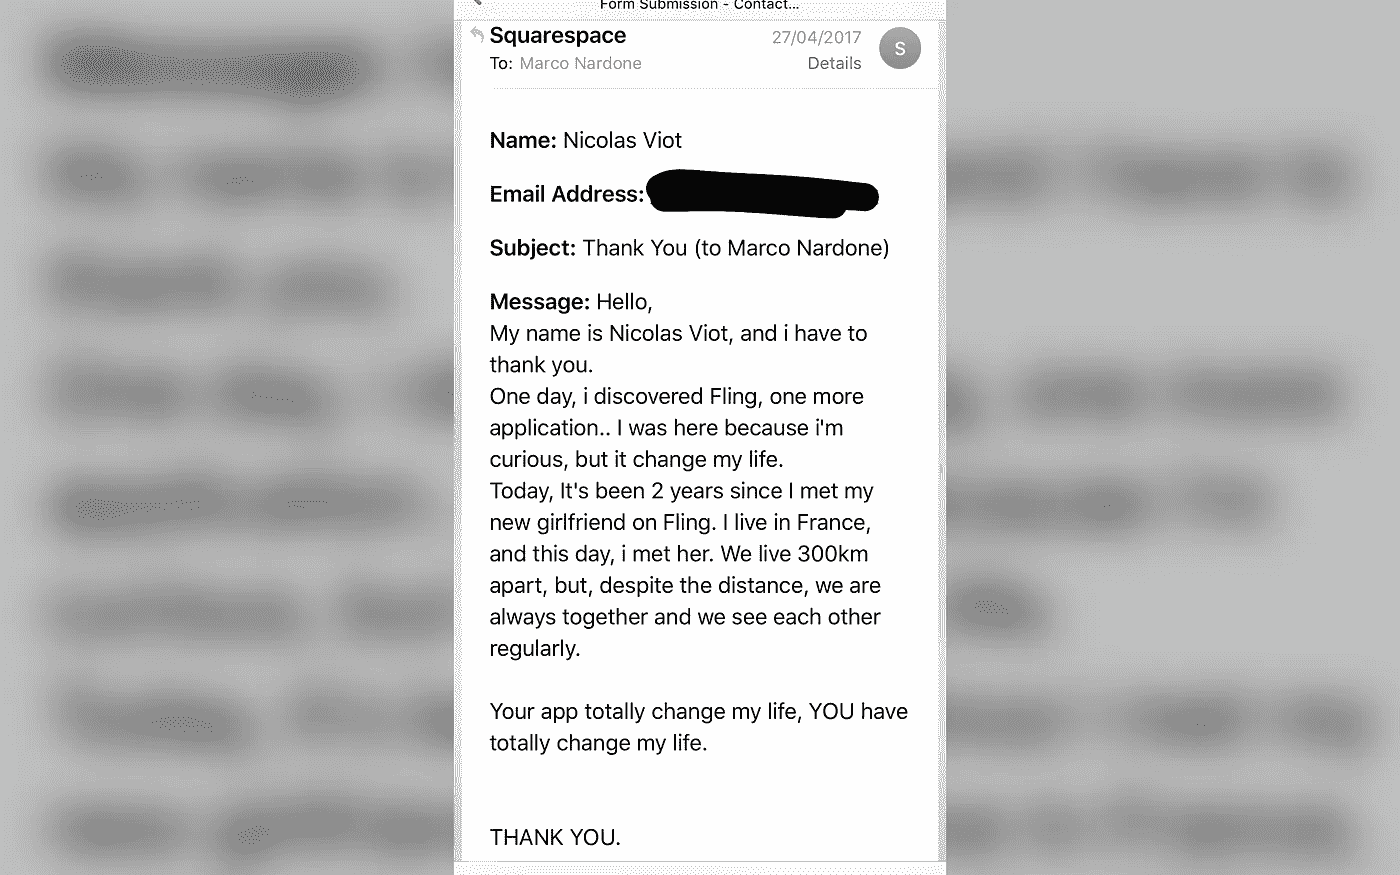 Form Submission - Contact...
Squarespace
27/04/2017
S
To: Marco Nardone
Details
Name: Nicolas Viot
Email Address:
Subject: Thank You (to Marco Nardone)
Message: Hello,
My name is Nicolas Viot, and i have to
thank you.
One day, i discovered Fling, one more
application.. I was here because i'm
curious, but it change my life.
Today, It's been 2 years since I met my
new girlfriend on Fling. I live in France,
and this day, i met her. We live 300km
apart, but, despite the distance, we are
always together and we see each other
regularly.
Your app totally change my life, YOU have
totally change my life.
THANK YOU.